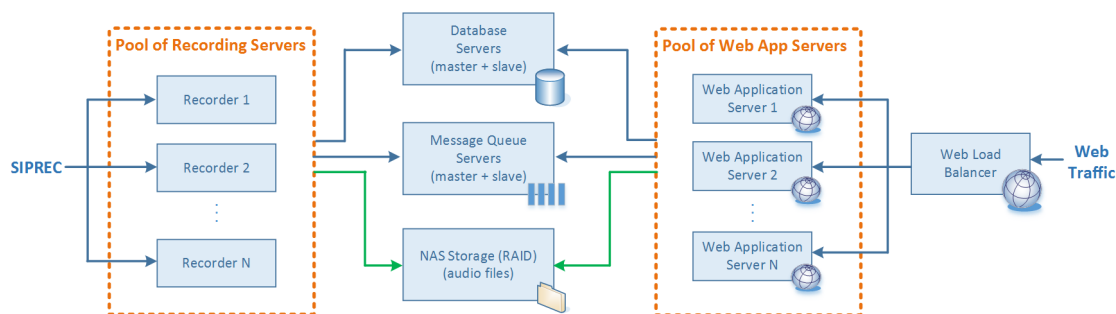 SIPREC
Pool of Recording Servers
Recorder 1
Recorder 2
Recorder N
Database
Servers
(master + slave)
Message Queue
Servers
(master + slave)
NAS Storage (RAID)
(audio files)
Pool of Web App Servers
Web Application
Server 1
Web Application
Server 2
Web Application
Server N
Web Load
Balancer
Web
Traffic